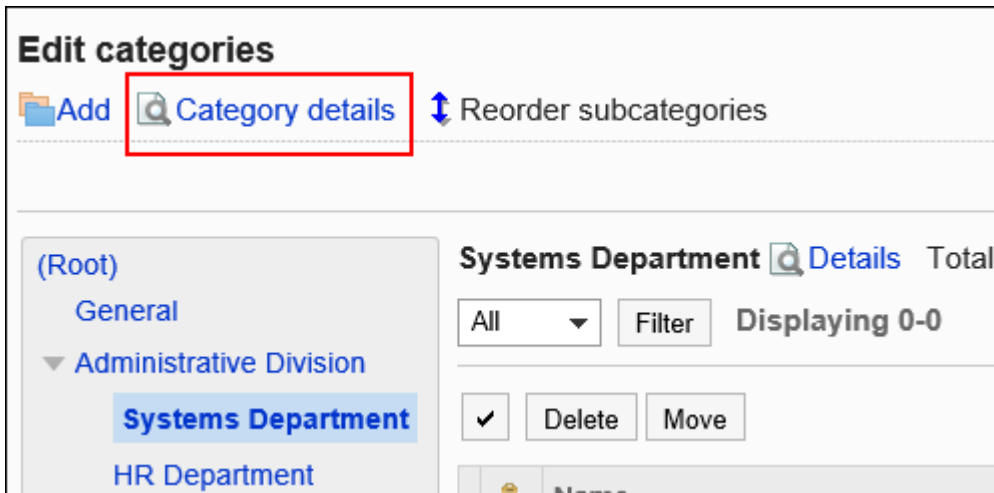 Edit categories
Add Category details Reorder subcategories
(Root)
General
Administrative Division
Systems Department
HR Department
Systems Department Details Total
All Filter Displaying 0-0
Delete Move
Name